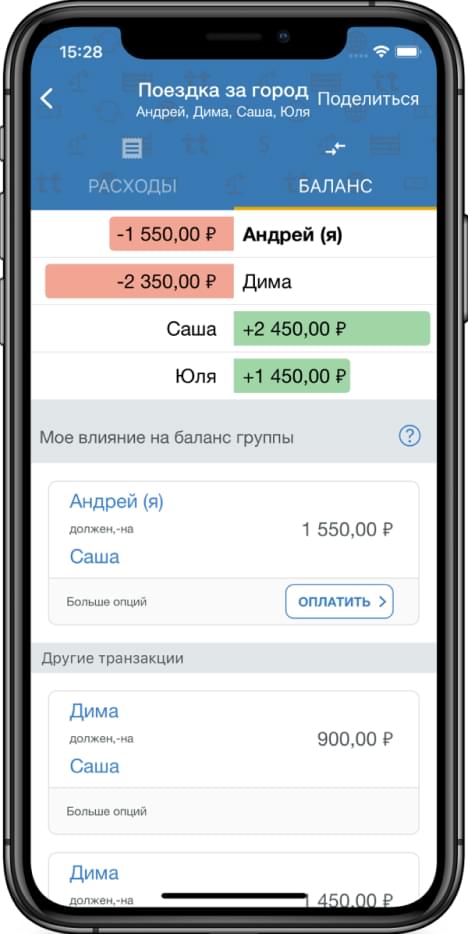 15:28
Поездка за город
Андрей, Дима, Саша, Юля
Поделиться
РАСХОДЫ
БАЛАНС
-1 550,00 ₽ Андрей (я)
-2 350,00 ₽ Дима
Саша +2 450,00 ₽
Юля +1 450,00 ₽
Мое влияние на баланс группы ?
Андрей (я)
должен,-на
1 550,00 ₽
Саша
Больше опций
ОПЛАТИТЬ >
Другие транзакции
Дима
должен,-на
900,00 ₽
Саша
Больше опций
Дима
должен,-на
1 450,00 ₽